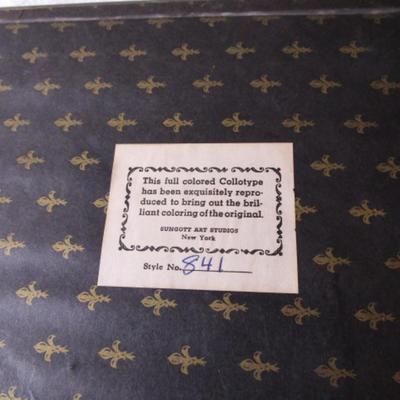 This full colored Collotype
has been exquisitely repro-
duced to bring out the bril-
liant coloring of the original.
SUNGOTT ART STUDIOS
New York
Style No. 841